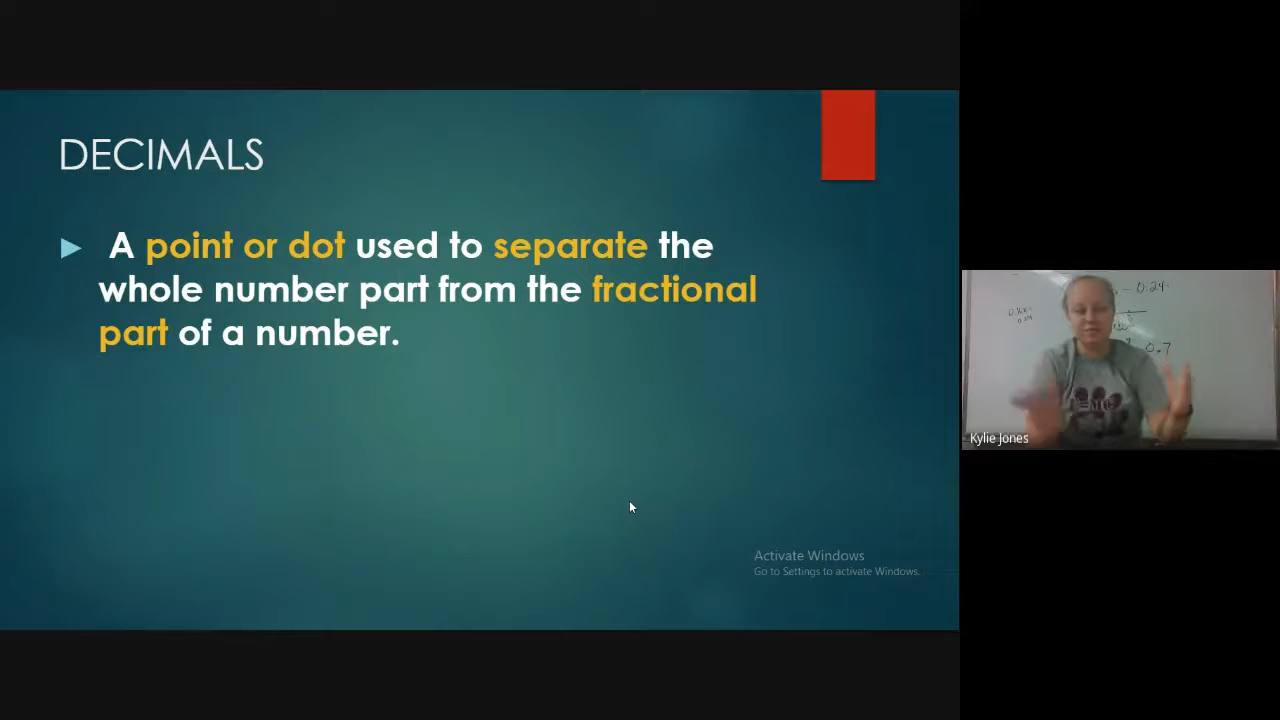 DECIMALS
A point or dot used to separate the
whole number part from the fractional
part of a number.
Activate Windows
Go to Settings to activate Windows.
- 0.24
0.7
Kylie Jones